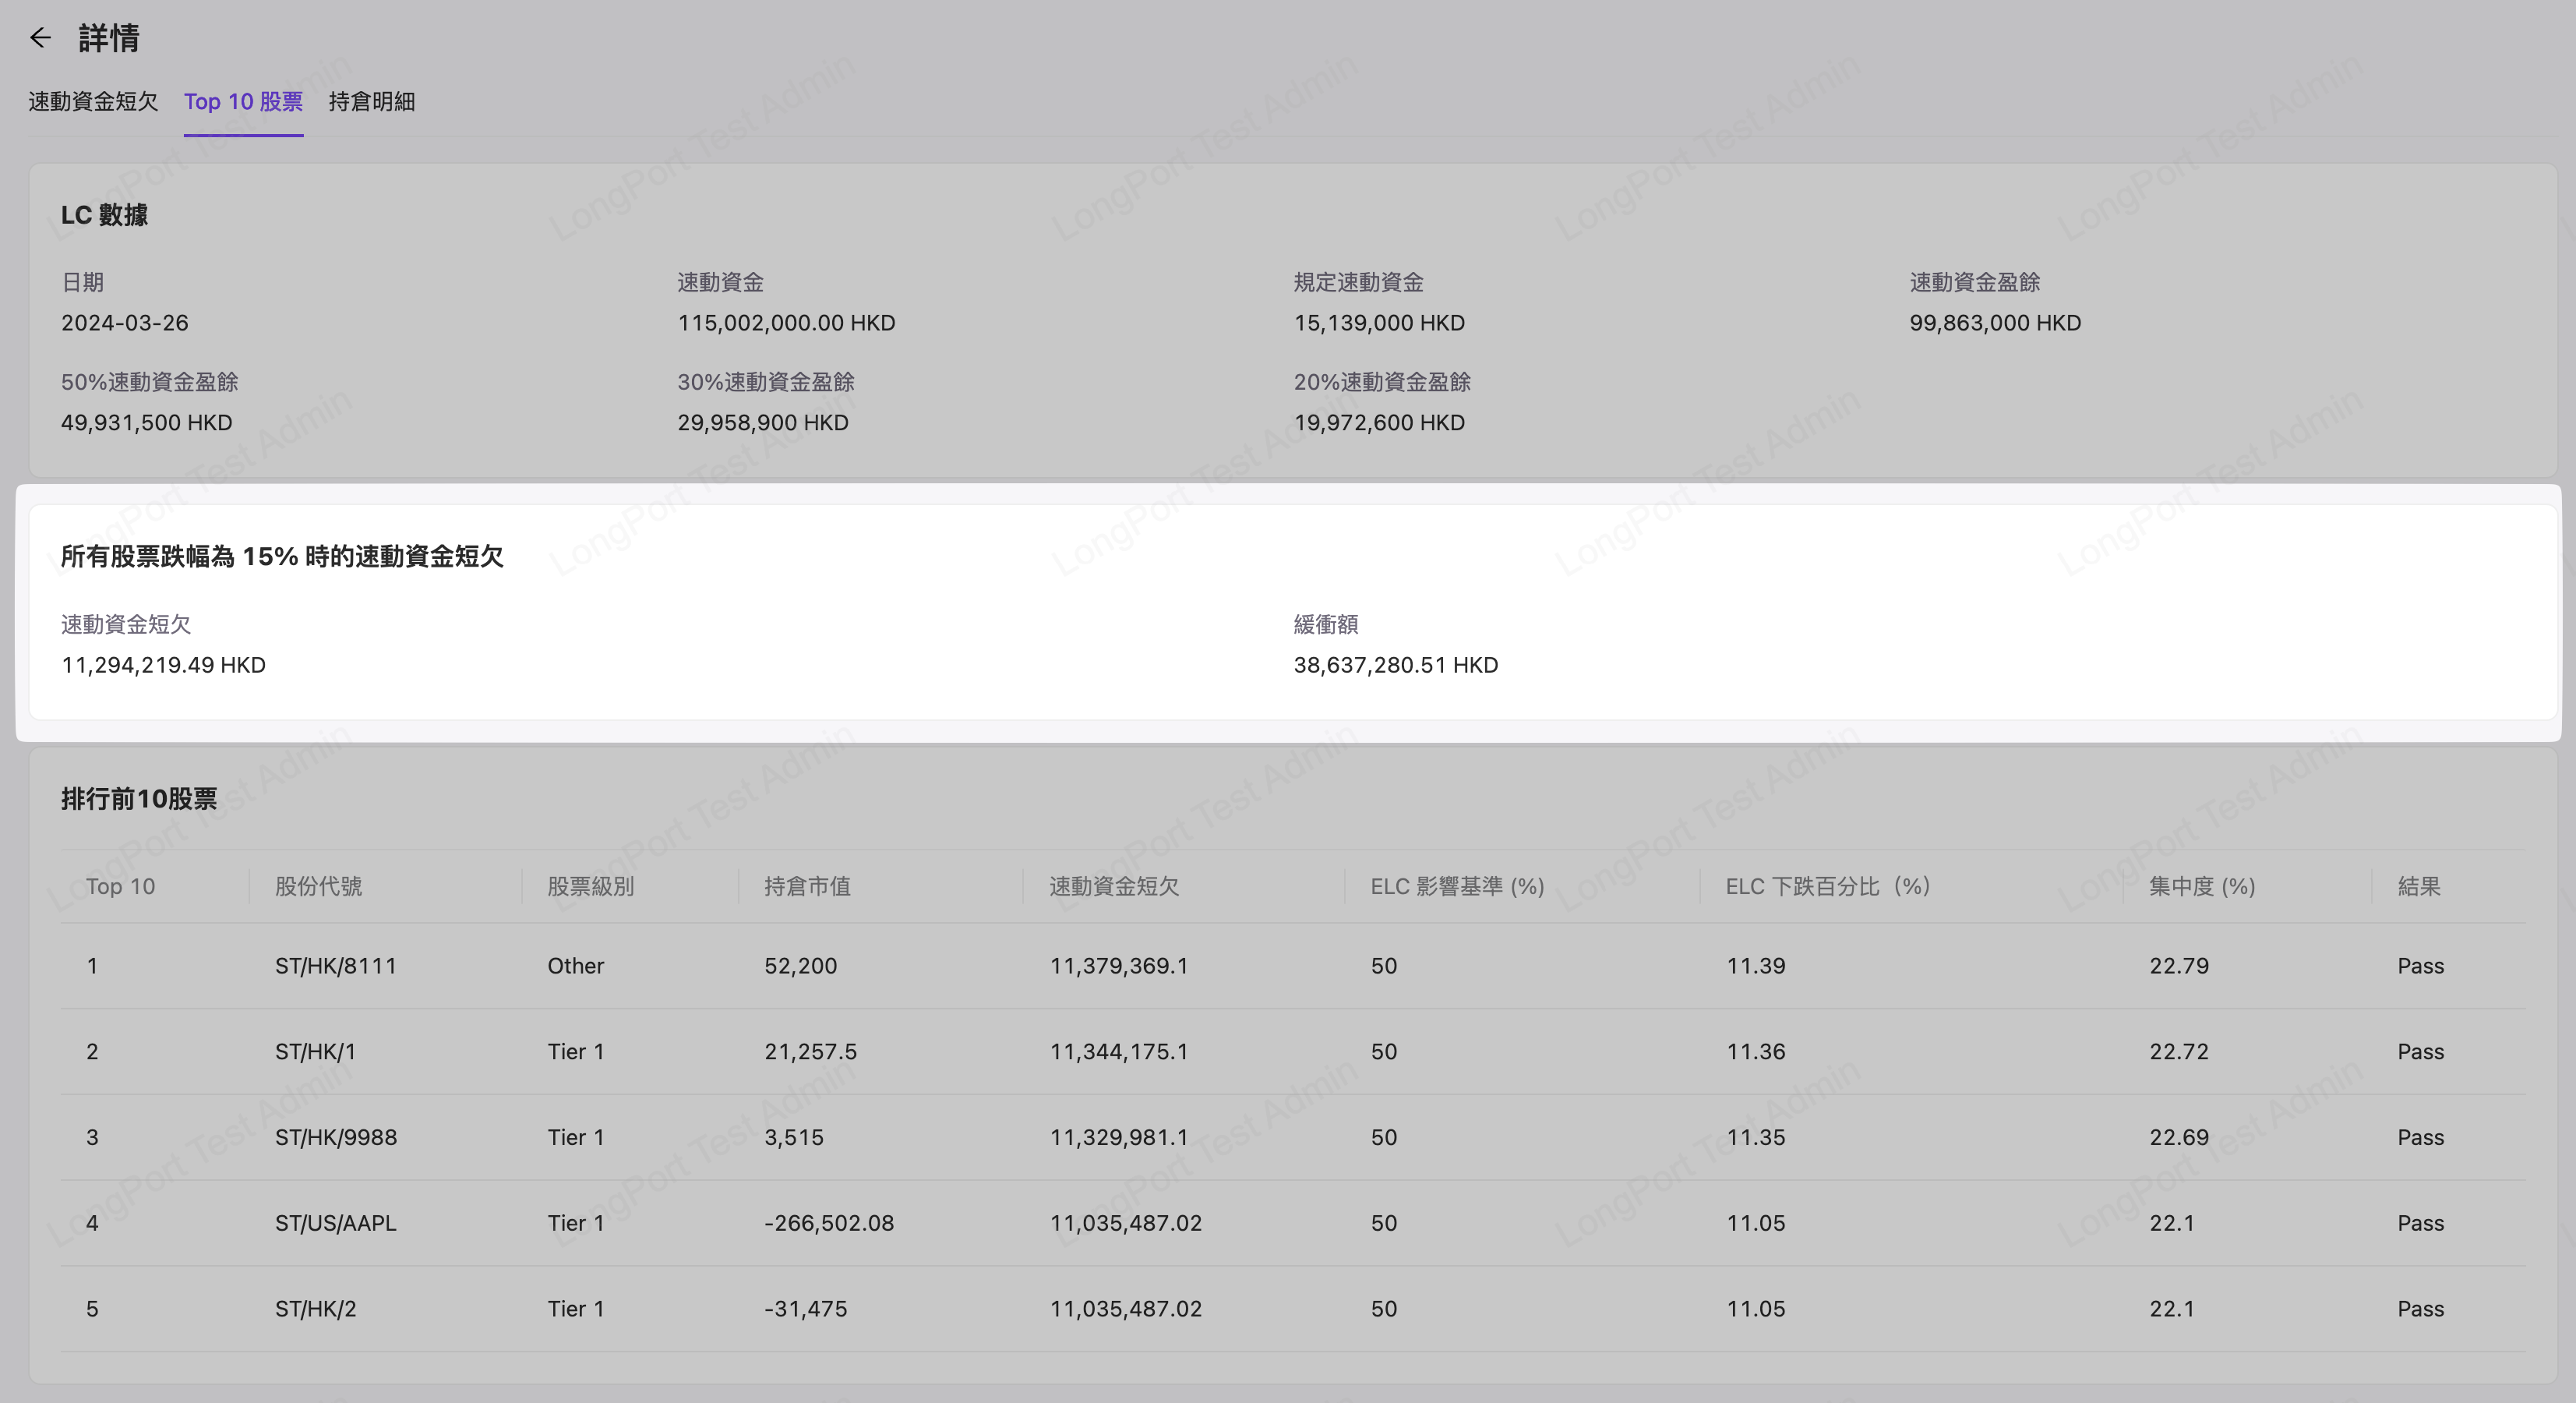 詳情
速動資金短欠 Top 10 股票 持倉明細
LC 數據
日期 速動資金 規定速動資金 速動資金盈餘
2024-03-26 115,002,000.00 HKD 15,139,000 HKD 99,863,000 HKD
50%速動資金盈餘 30%速動資金盈餘 20%速動資金盈餘
49,931,500 HKD 29,958,900 HKD 19,972,600 HKD
所有股票跌幅為 15% 時的速動資金短欠
速動資金短欠 緩衝額
11,294,219.49 HKD 38,637,280.51 HKD
排行前10股票
Top 10 股份代號 股票級別 持倉市值 速動資金短欠 ELC 影響基準 (%) ELC 下跌百分比（%） 集中度 (%) 結果
1 ST/HK/8111 Other 52,200 11,379,369.1 50 11.39 22.79 Pass
2 ST/HK/1 Tier 1 21,257.5 11,344,175.1 50 11.36 22.72 Pass
3 ST/HK/9988 Tier 1 3,515 11,329,981.1 50 11.35 22.69 Pass
4 ST/US/AAPL Tier 1 -266,502.08 11,035,487.02 50 11.05 22.1 Pass
5 ST/HK/2 Tier 1 -31,475 11,035,487.02 50 11.05 22.1 Pass
LongPort Test Admin